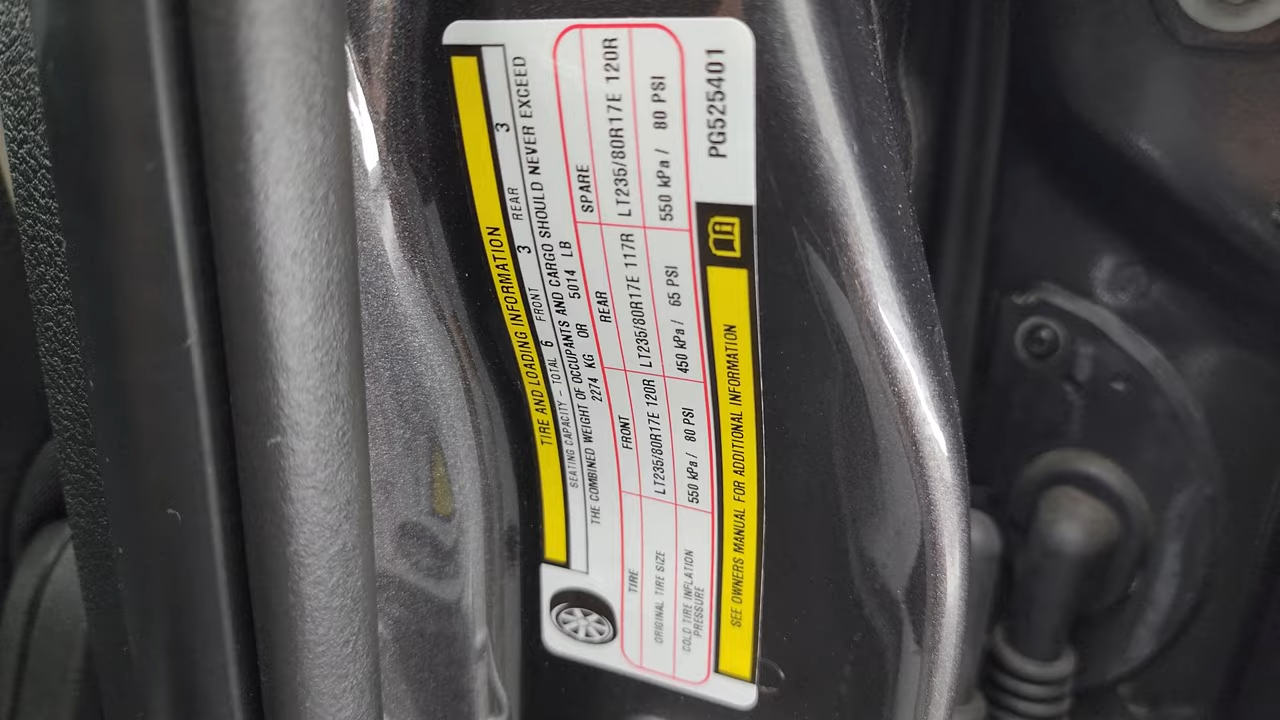 TIRE AND LOADING INFORMATION
SEATING CAPACITY - TOTAL 6 FRONT 3 REAR 3
THE COMBINED WEIGHT OF OCCUPANTS AND CARGO SHOULD NEVER EXCEED
2274 KG OR 5014 LB
TIRE FRONT REAR SPARE
ORIGINAL TIRE SIZE LT235/80R17E 120R LT235/80R17E 117R LT235/80R17E 120R
COLD TIRE INFLATION PRESSURE 550 kPa / 80 PSI 450 kPa / 65 PSI 550 kPa / 80 PSI
SEE OWNERS MANUAL FOR ADDITIONAL INFORMATION
PG525401